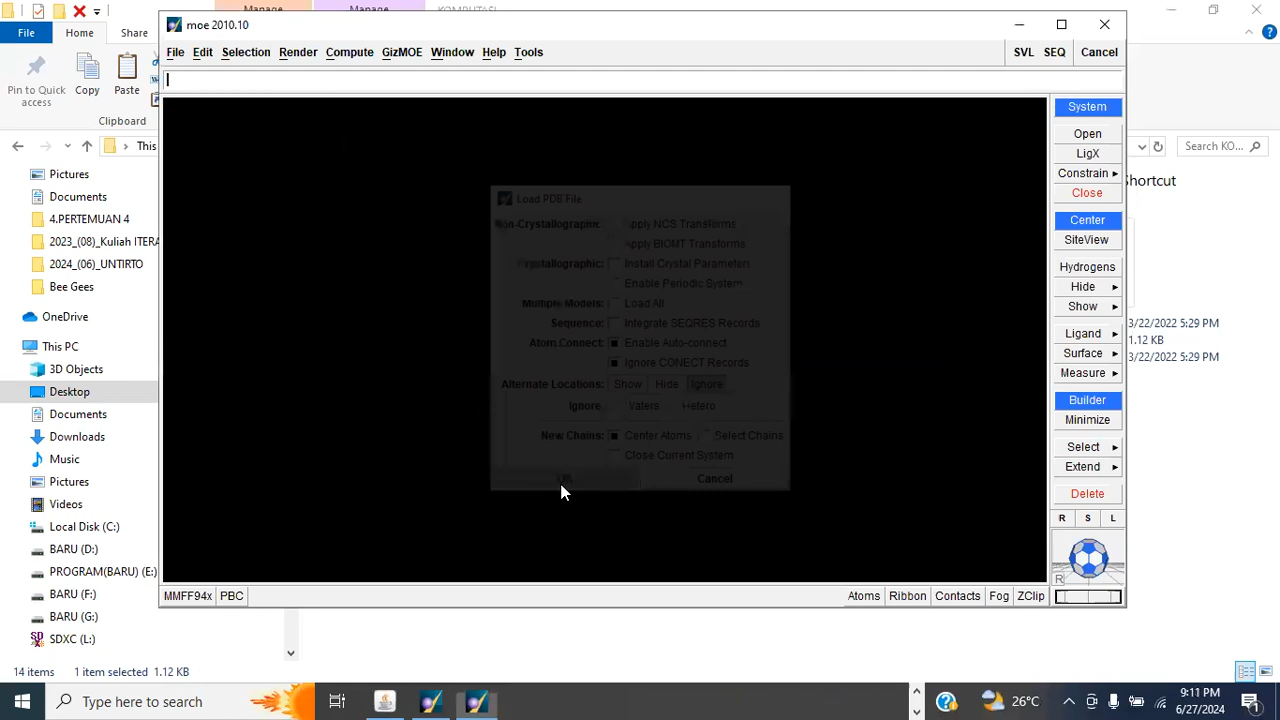 Manage
Manage
KOMPUTASI
File
Home
Share
moe 2010.10
File Edit Selection Render Compute GizMOE Window Help Tools
SVL SEQ Cancel
Pin to Quick access
Copy
Paste
Clipboard
This
Search KO...
Pictures
Documents
4.PERTEMUAN 4
2023_(08)_Kuliah ITERA
2024_(06)_UNTIRTO
Bee Gees
OneDrive
This PC
3D Objects
Desktop
Documents
Downloads
Music
Pictures
Videos
Local Disk (C:)
BARU (D:)
PROGRAM(BARU) (E:)
BARU (F:)
BARU (G:)
SDXC (L:)
Load PDB File
Non-Crystallographic: Apply NCS Transforms
Apply BIOMT Transforms
Crystallographic: Install Crystal Parameters
Enable Periodic System
Multiple Models: Load All
Sequence: Integrate SEQRES Records
Atom Connect: Enable Auto-connect
Ignore CONECT Records
Alternate Locations: Show Hide Ignore
Ignore Waters Hetero
New Chains: Center Atoms Select Chains
Close Current System
OK Cancel
System
Open
LigX
Constrain
Close
Center
SiteView
Hydrogens
Hide
Show
Ligand
Surface
Measure
Builder
Minimize
Select
Extend
Delete
R S L
R
Shortcut
3/22/2022 5:29 PM
1.12 KB
3/22/2022 5:29 PM
MMFF94x PBC
Atoms Ribbon Contacts Fog ZClip
14 items 1 item selected 1.12 KB
Type here to search
26°C
9:11 PM
6/27/2024
1